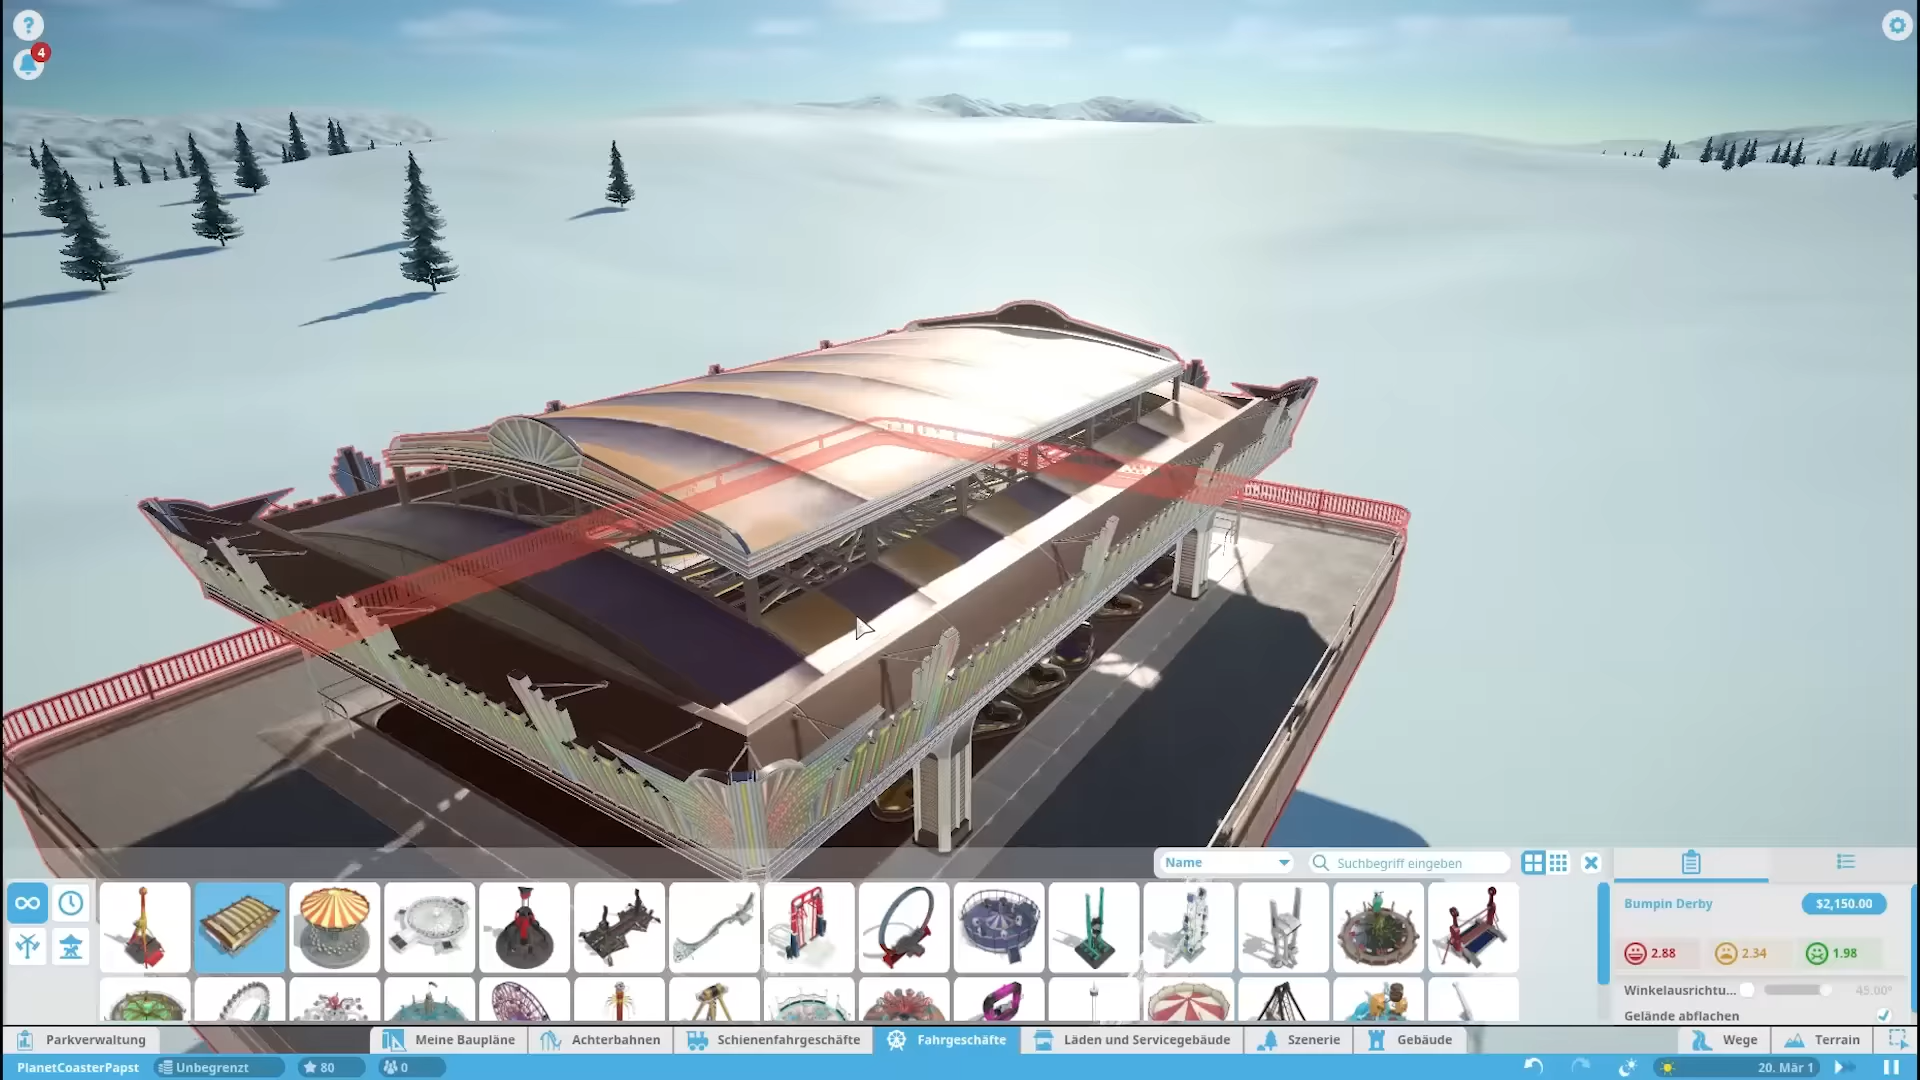 ?
4
Name
Suchbegriff eingeben
Bumpin Derby
$2,150.00
2.88
2.34
1.98
Winkelausrichtu...
45.00°
Gelände abflachen
Parkverwaltung
Meine Baupläne
Achterbahnen
Schienenfahrgeschäfte
Fahrgeschäfte
Läden und Servicegebäude
Szenerie
Gebäude
Wege
Terrain
PlanetCoasterPapst
Unbegrenzt
80
0
20. Mär 1